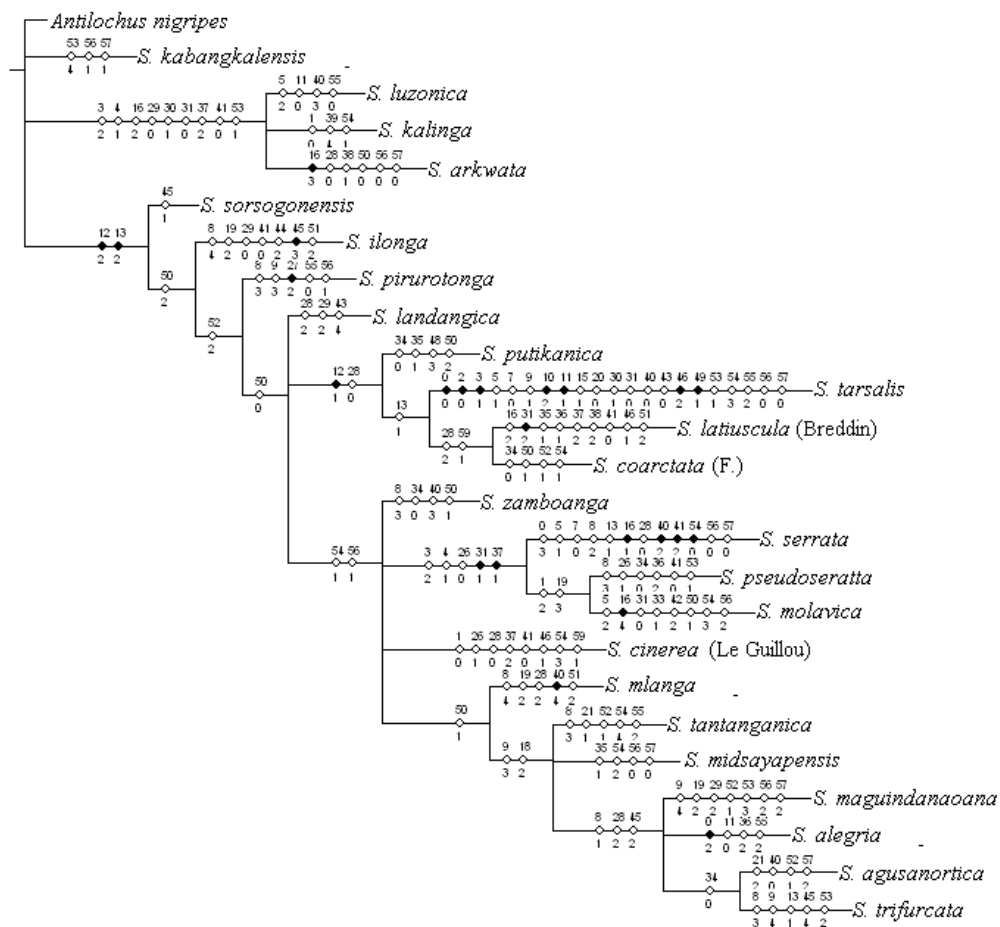 Antilochus nigripes
53 56 57
S. kabangkalensis
4 1 1
5 11 40 55
S. luzonica
2 0 3 0
3 4 16 29 30 31 37 41 53
2 1 2 0 1 0 2 0 1
1 39 54
S. kalinga
0 4 1
16 28 38 50 56 57
S. arkwata
3 0 1 0 0 0
45
S. sorsogonensis
1
12 13
2 2
8 19 29 41 44 45 51
S. ilonga
4 2 0 0 2 3 2
50
2
8 9 27 55 56
S. pirurotonga
3 3 2 0 1
28 29 43
S. landangica
2 2 4
52
2
34 35 48 50
S. putikanica
0 1 3 2
12 28
1 0
50
0
0 2 3 5 7 9 10 11 15 20 30 31 40 43 46 49 53 54 55 56 57
S. tarsalis
13
1
16 31 35 36 37 38 41 46 51
S. latiuscula (Breddin)
2 2 1 1 2 2 0 1 2
28 59
2 1
34 50 52 54
S. coarctata (F.)
0 1 1 1
8 34 40 50
S. zamboanga
3 0 3 1
0 5 7 8 13 16 28 40 41 54 56 57
S. serrata
3 1 0 2 1 1 0 2 2 0 0 0
54 56
1 1
3 4 26 31 37
2 1 0 1 1
8 26 34 36 41 53
S. pseudoseratta
3 1 0 2 0 1
1 19
2 3
5 16 31 33 42 50 54 56
S. molavica
2 4 0 1 2 1 3 2
1 26 28 37 41 46 54 59
S. cinerea (Le Guillou)
0 1 0 2 0 1 3 1
8 19 28 40 51
S. mlanga
4 2 2 4 2
50
1
8 21 52 54 55
S. tantanganica
3 1 1 4 2
9 18
3 2
35 54 56 57
S. midsayapensis
1 2 0 0
9 19 29 52 53 56 57
S. maguindanaoana
4 2 2 1 3 2 2
8 28 45
1 2 2
0 11 36 55
S. alegria
2 0 2 2
21 40 52 57
S. agusanortica
2 0 1 2
34
0
8 9 13 45 53
S. trifurcata
3 4 1 4 2